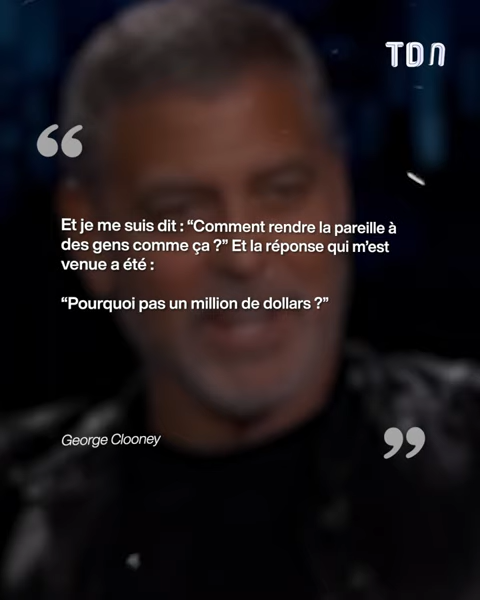 TDN
“
Et je me suis dit : “Comment rendre la pareille à
des gens comme ça ?” Et la réponse qui m’est
venue a été :
“Pourquoi pas un million de dollars ?”
George Clooney
”